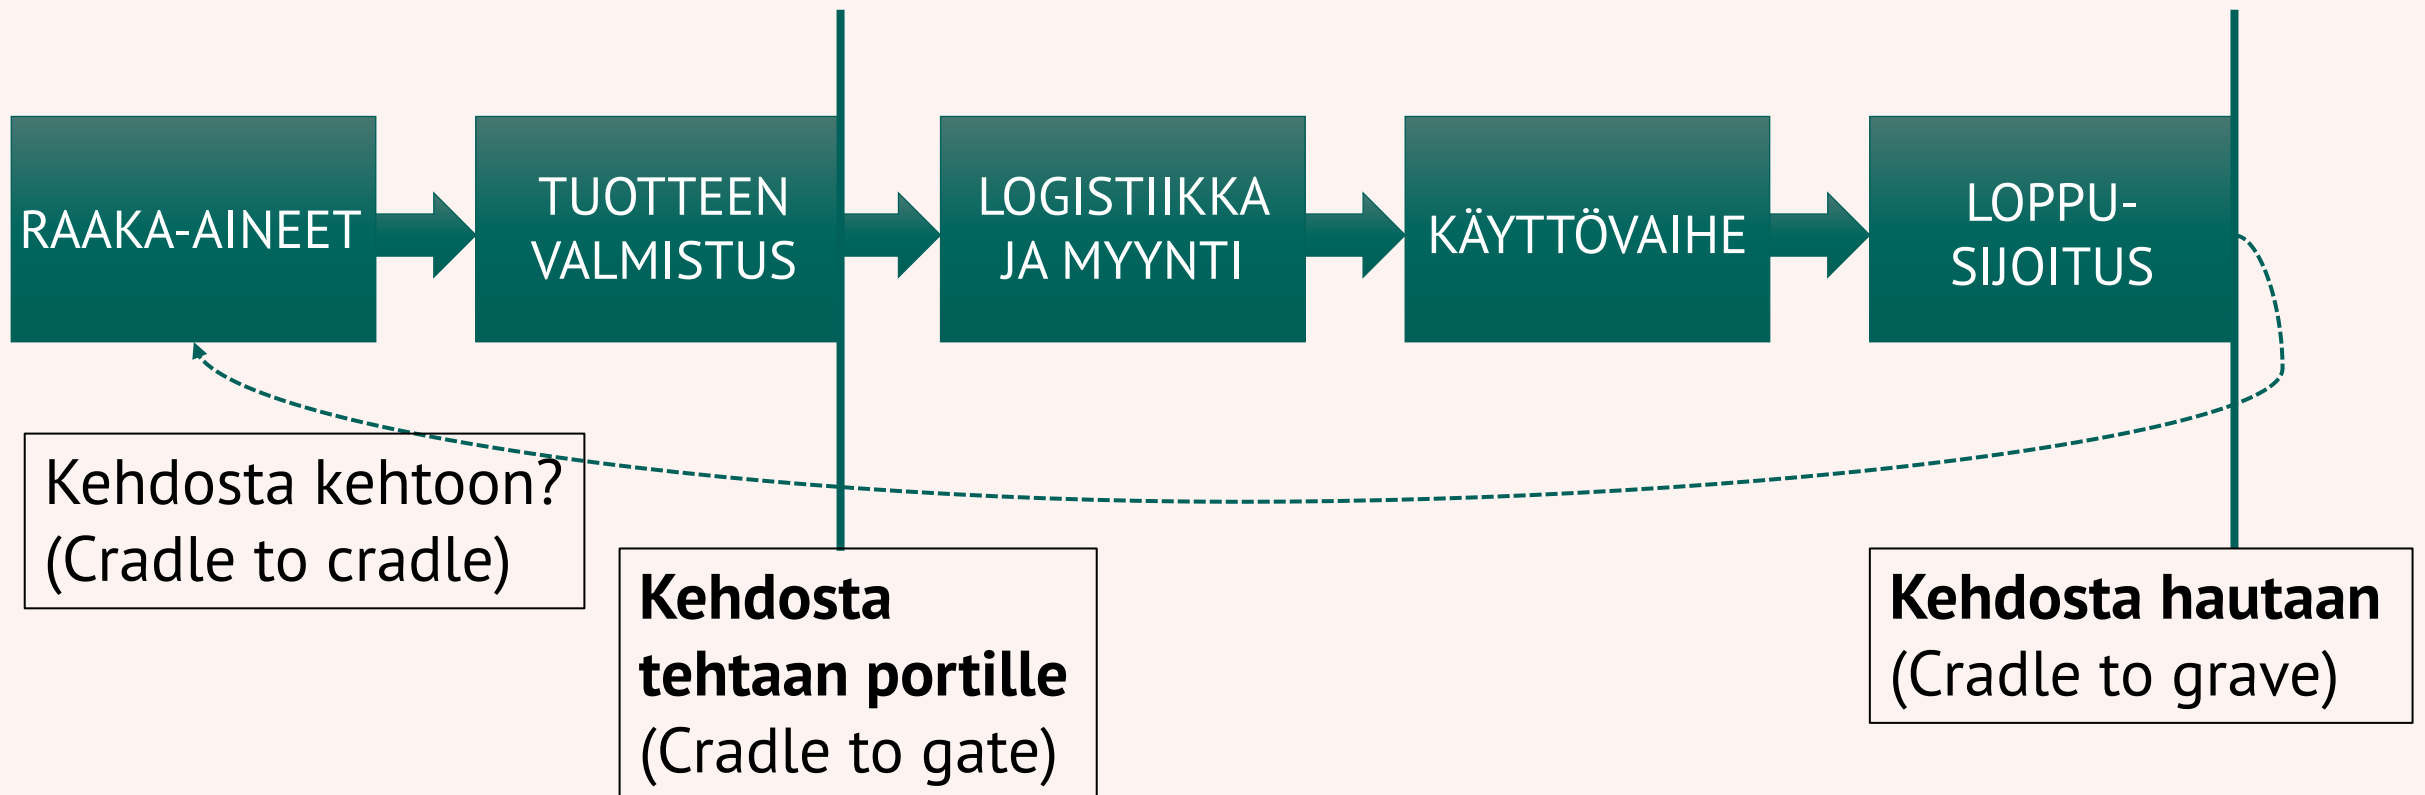 RAAKA-AINEET
TUOTTEEN
VALMISTUS
LOGISTIIKKA
JA MYYNTI
KÄYTTÖVAIHE
LOPPU-
SIJOITUS
Kehdosta kehtoon?
(Cradle to cradle)
Kehdosta
tehtaan portille
(Cradle to gate)
Kehdosta hautaan
(Cradle to grave)